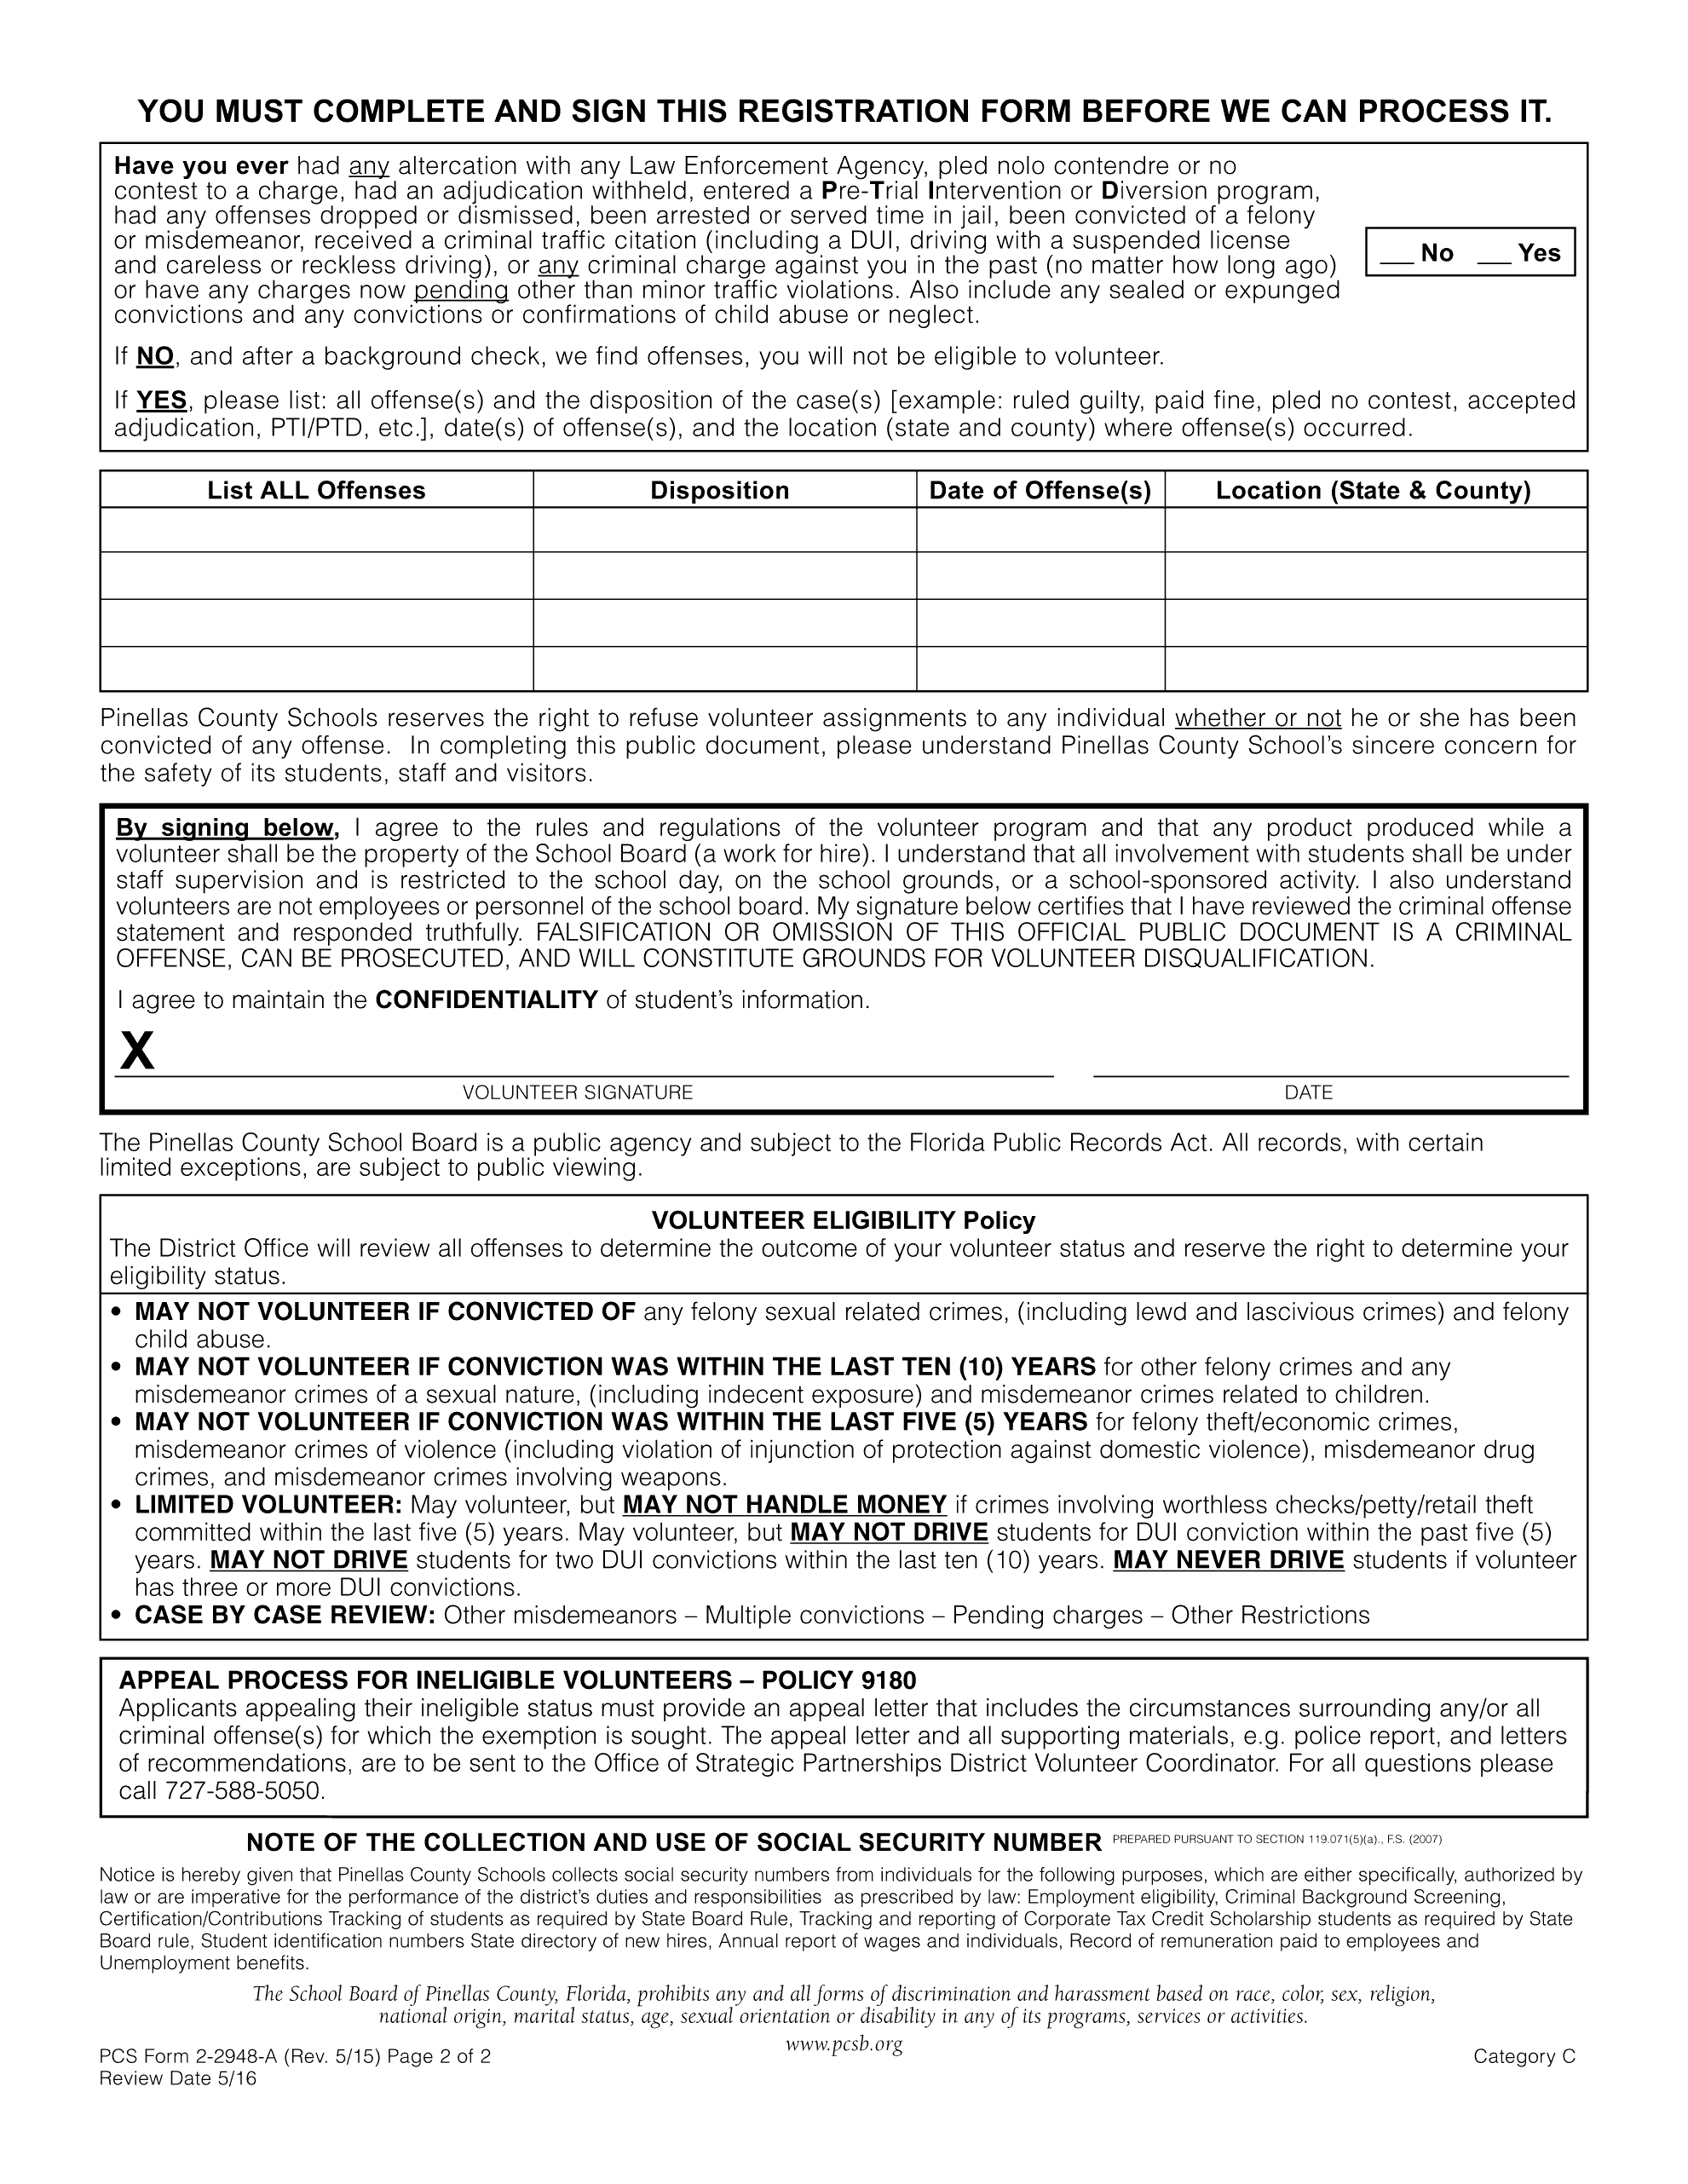 YOU MUST COMPLETE AND SIGN THIS REGISTRATION FORM BEFORE WE CAN PROCESS IT.
Have you ever had any altercation with any Law Enforcement Agency, pled nolo contendre or no
contest to a charge, had an adjudication withheld, entered a Pre-Trial Intervention or Diversion program,
had any offenses dropped or dismissed, been arrested or served time in jail, been convicted of a felony
or misdemeanor, received a criminal traffic citation (including a DUI, driving with a suspended license
and careless or reckless driving), or any criminal charge against you in the past (no matter how long ago)
or have any charges now pending other than minor traffic violations. Also include any sealed or expunged
convictions and any convictions or confirmations of child abuse or neglect.
___ No ___ Yes
If NO, and after a background check, we find offenses, you will not be eligible to volunteer.
If YES, please list: all offense(s) and the disposition of the case(s) [example: ruled guilty, paid fine, pled no contest, accepted
adjudication, PTI/PTD, etc.], date(s) of offense(s), and the location (state and county) where offense(s) occurred.
List ALL Offenses Disposition Date of Offense(s) Location (State & County)
Pinellas County Schools reserves the right to refuse volunteer assignments to any individual whether or not he or she has been
convicted of any offense. In completing this public document, please understand Pinellas County School's sincere concern for
the safety of its students, staff and visitors.
By signing below, I agree to the rules and regulations of the volunteer program and that any product produced while a
volunteer shall be the property of the School Board (a work for hire). I understand that all involvement with students shall be under
staff supervision and is restricted to the school day, on the school grounds, or a school-sponsored activity. I also understand
volunteers are not employees or personnel of the school board. My signature below certifies that I have reviewed the criminal offense
statement and responded truthfully. FALSIFICATION OR OMISSION OF THIS OFFICIAL PUBLIC DOCUMENT IS A CRIMINAL
OFFENSE, CAN BE PROSECUTED, AND WILL CONSTITUTE GROUNDS FOR VOLUNTEER DISQUALIFICATION.
I agree to maintain the CONFIDENTIALITY of student's information.
X
VOLUNTEER SIGNATURE DATE
The Pinellas County School Board is a public agency and subject to the Florida Public Records Act. All records, with certain
limited exceptions, are subject to public viewing.
VOLUNTEER ELIGIBILITY Policy
The District Office will review all offenses to determine the outcome of your volunteer status and reserve the right to determine your
eligibility status.
• MAY NOT VOLUNTEER IF CONVICTED OF any felony sexual related crimes, (including lewd and lascivious crimes) and felony
child abuse.
• MAY NOT VOLUNTEER IF CONVICTION WAS WITHIN THE LAST TEN (10) YEARS for other felony crimes and any
misdemeanor crimes of a sexual nature, (including indecent exposure) and misdemeanor crimes related to children.
• MAY NOT VOLUNTEER IF CONVICTION WAS WITHIN THE LAST FIVE (5) YEARS for felony theft/economic crimes,
misdemeanor crimes of violence (including violation of injunction of protection against domestic violence), misdemeanor drug
crimes, and misdemeanor crimes involving weapons.
• LIMITED VOLUNTEER: May volunteer, but MAY NOT HANDLE MONEY if crimes involving worthless checks/petty/retail theft
committed within the last five (5) years. May volunteer, but MAY NOT DRIVE students for DUI conviction within the past five (5)
years. MAY NOT DRIVE students for two DUI convictions within the last ten (10) years. MAY NEVER DRIVE students if volunteer
has three or more DUI convictions.
• CASE BY CASE REVIEW: Other misdemeanors – Multiple convictions – Pending charges – Other Restrictions
APPEAL PROCESS FOR INELIGIBLE VOLUNTEERS – POLICY 9180
Applicants appealing their ineligible status must provide an appeal letter that includes the circumstances surrounding any/or all
criminal offense(s) for which the exemption is sought. The appeal letter and all supporting materials, e.g. police report, and letters
of recommendations, are to be sent to the Office of Strategic Partnerships District Volunteer Coordinator. For all questions please
call 727-588-5050.
NOTE OF THE COLLECTION AND USE OF SOCIAL SECURITY NUMBER PREPARED PURSUANT TO SECTION 119.071(5)(a)., F.S. (2007)
Notice is hereby given that Pinellas County Schools collects social security numbers from individuals for the following purposes, which are either specifically, authorized by
law or are imperative for the performance of the district's duties and responsibilities as prescribed by law: Employment eligibility, Criminal Background Screening,
Certification/Contributions Tracking of students as required by State Board Rule, Tracking and reporting of Corporate Tax Credit Scholarship students as required by State
Board rule, Student identification numbers State directory of new hires, Annual report of wages and individuals, Record of remuneration paid to employees and
Unemployment benefits.
The School Board of Pinellas County, Florida, prohibits any and all forms of discrimination and harassment based on race, color, sex, religion,
national origin, marital status, age, sexual orientation or disability in any of its programs, services or activities.
www.pcsb.org
PCS Form 2-2948-A (Rev. 5/15) Page 2 of 2 Category C
Review Date 5/16